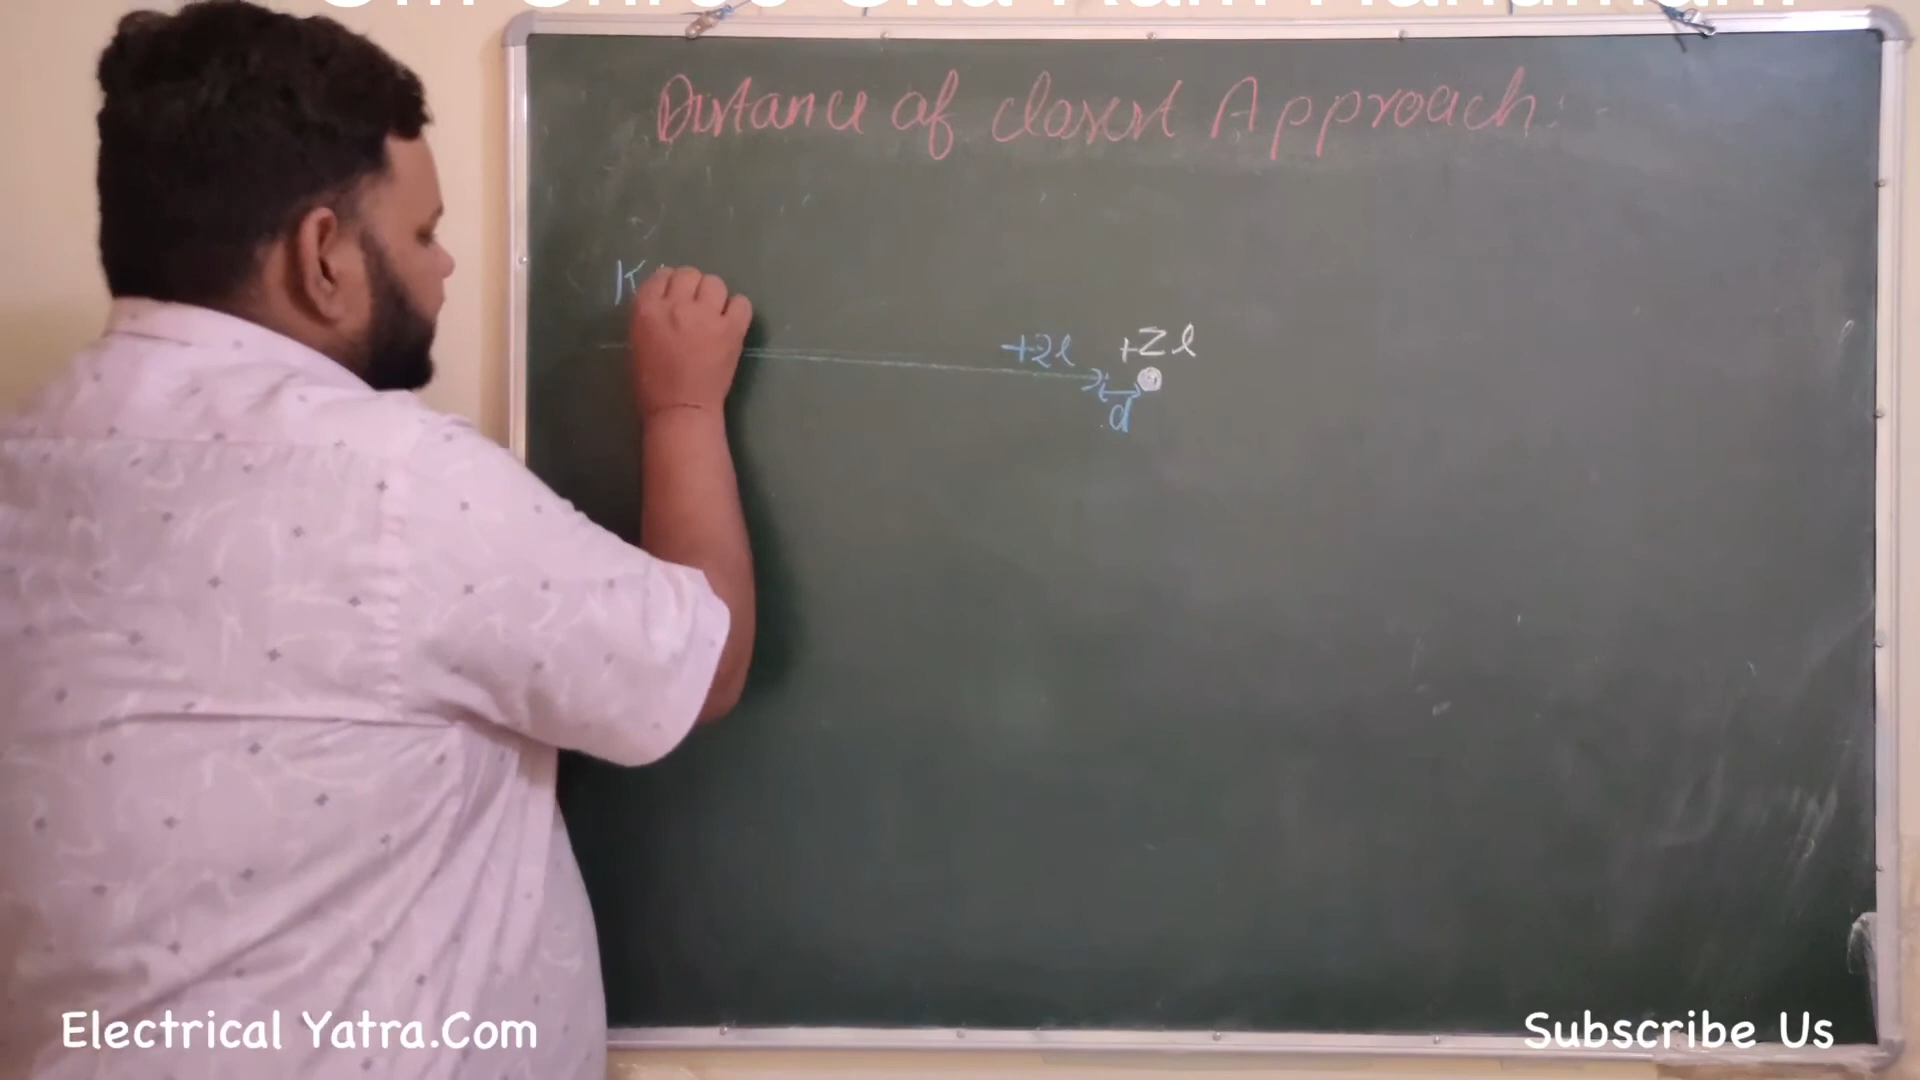 Distance of closest Approach:
K
+2e +Ze
d
Electrical Yatra.Com
Subscribe Us